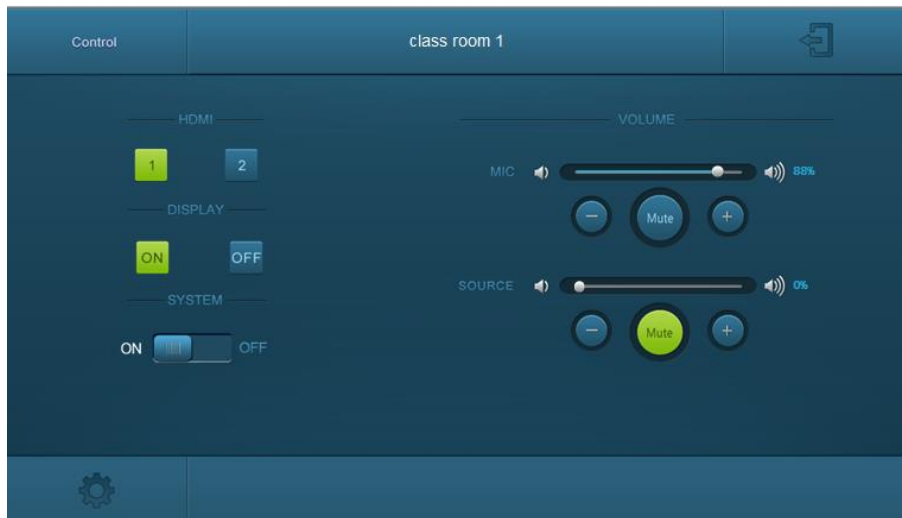 Control
class room 1
HDMI
1 2
DISPLAY
ON OFF
SYSTEM
ON OFF
VOLUME
MIC 88%
Mute
SOURCE 0%
Mute